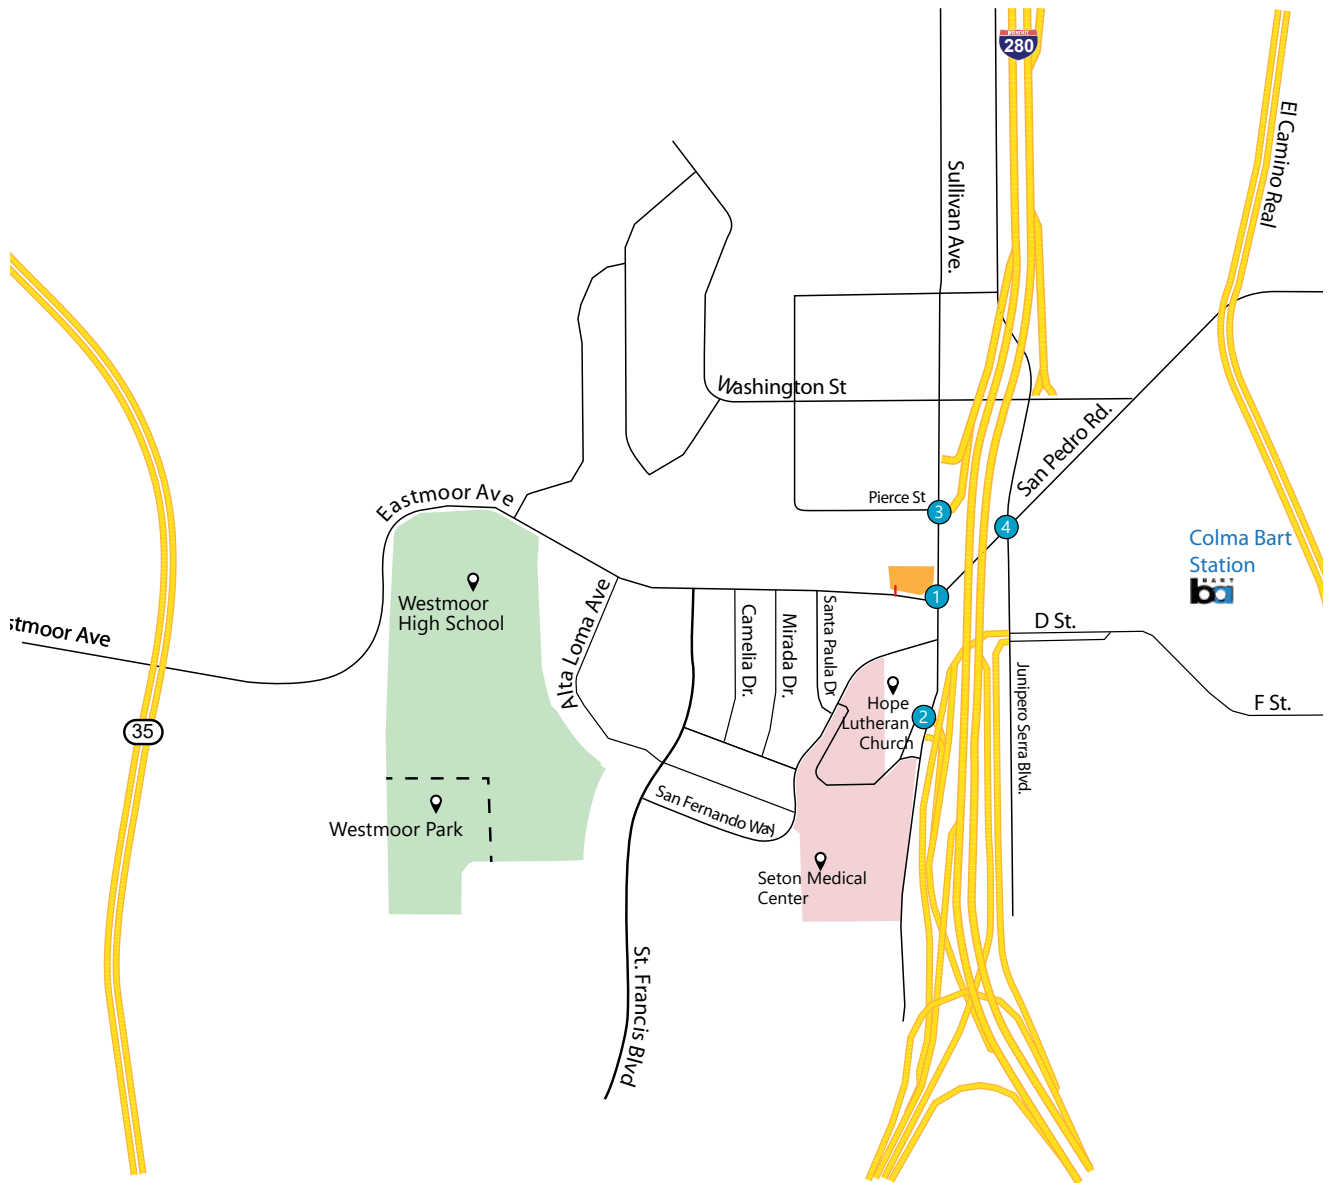 INTERSTATE
280
El Camino Real
Sullivan Ave.
Washington St
San Pedro Rd.
Eastmoor Ave
Pierce St
3
4
Colma Bart
Station
BART
ba
Westmoor
High School
1
Alta Loma Ave
Camelia Dr.
Mirada Dr.
Santa Paula Dr
stmoor Ave
D St.
Junipero Serra Blvd.
F St.
Hope
Lutheran
Church
2
35
San Fernando Way
Westmoor Park
Seton Medical
Center
St. Francis Blvd